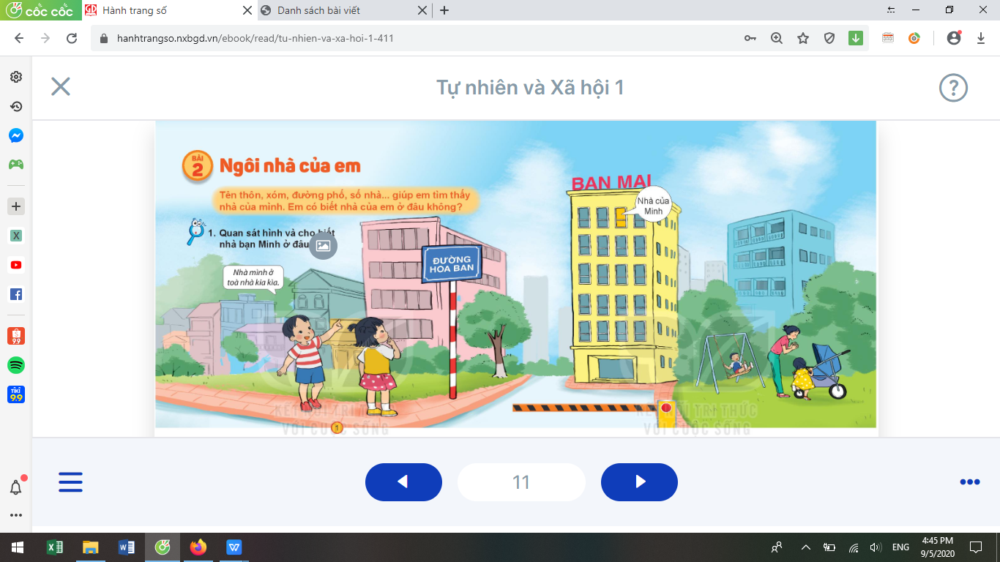 cốc cốc
Hành trang số
Danh sách bài viết
hanhtrangso.nxbgd.vn/ebook/read/tu-nhien-va-xa-hoi-1-411
Tự nhiên và Xã hội 1
BÀI
2
Ngôi nhà của em
Tên thôn, xóm, đường phố, số nhà... giúp em tìm thấy
nhà của mình. Em có biết nhà của em ở đâu không?
1. Quan sát hình và cho biết
nhà bạn Minh ở đâu
Nhà mình ở
toà nhà kia kìa.
ĐƯỜNG
HOA BAN
BAN MAI
Nhà của
Minh
KẾT NỐI TRI THỨC
VỚI CUỘC SỐNG
KẾT NỐI TRI THỨC
VỚI CUỘC SỐNG
1
11
9.9
TIKI
9.9
ENG
4:45 PM
9/5/2020